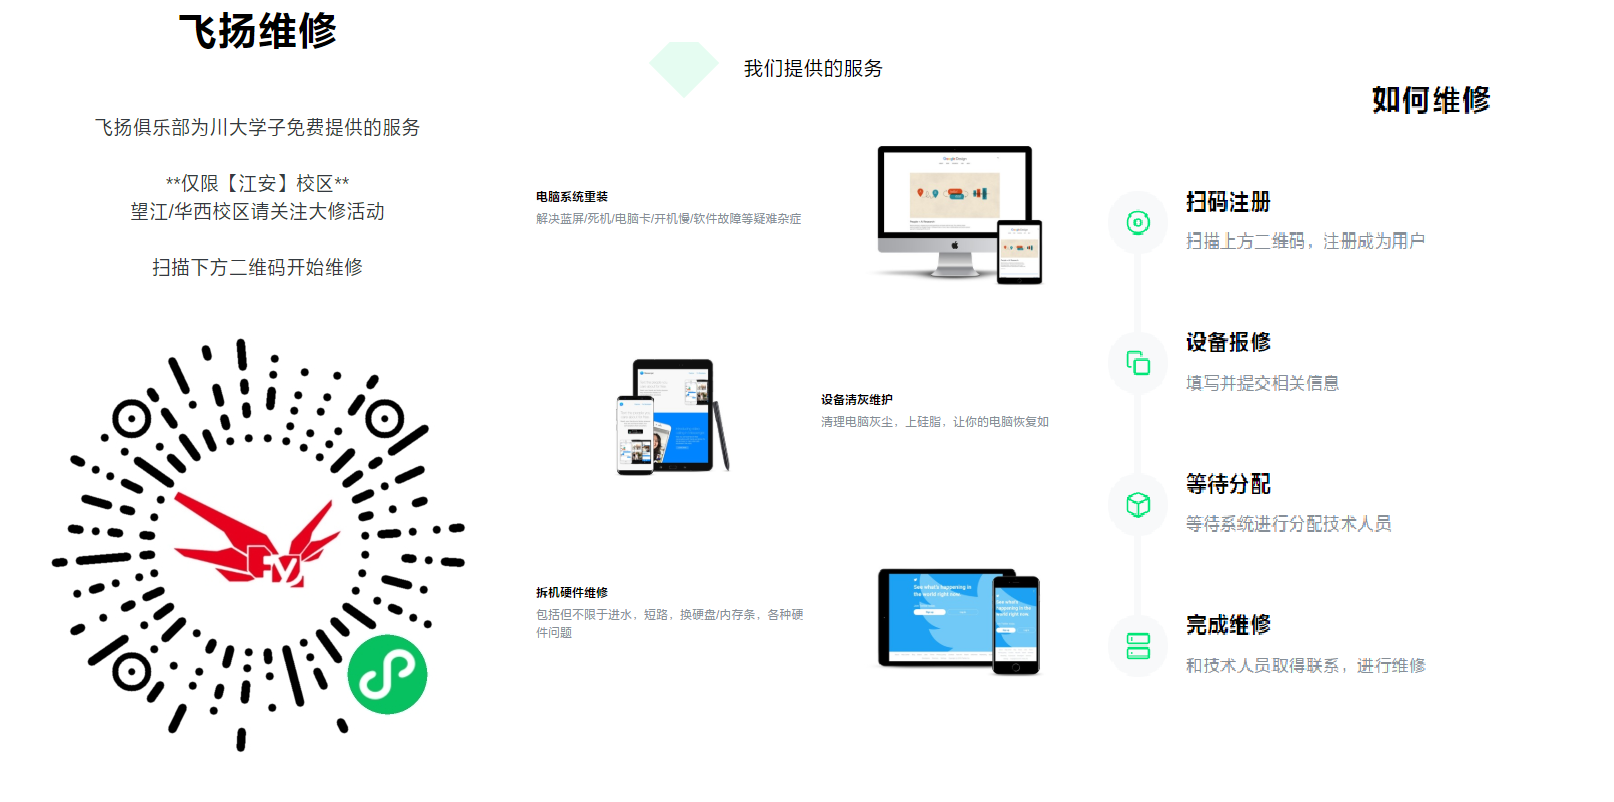 飞扬维修
飞扬俱乐部为川大学子免费提供的服务
**仅限【江安】校区**
望江/华西校区请关注大修活动
扫描下方二维码开始维修
我们提供的服务
电脑系统重装
解决蓝屏/死机/电脑卡/开机慢/软件故障等疑难杂症
设备清灰维护
清理电脑灰尘，上硅脂，让你的电脑恢复如
拆机硬件维修
包括但不限于进水，短路，换硬盘/内存条，各种硬
件问题
See what's happening in
the world right now
如何维修
扫码注册
扫描上方二维码，注册成为用户
设备报修
填写并提交相关信息
等待分配
等待系统进行分配技术人员
完成维修
和技术人员取得联系，进行维修